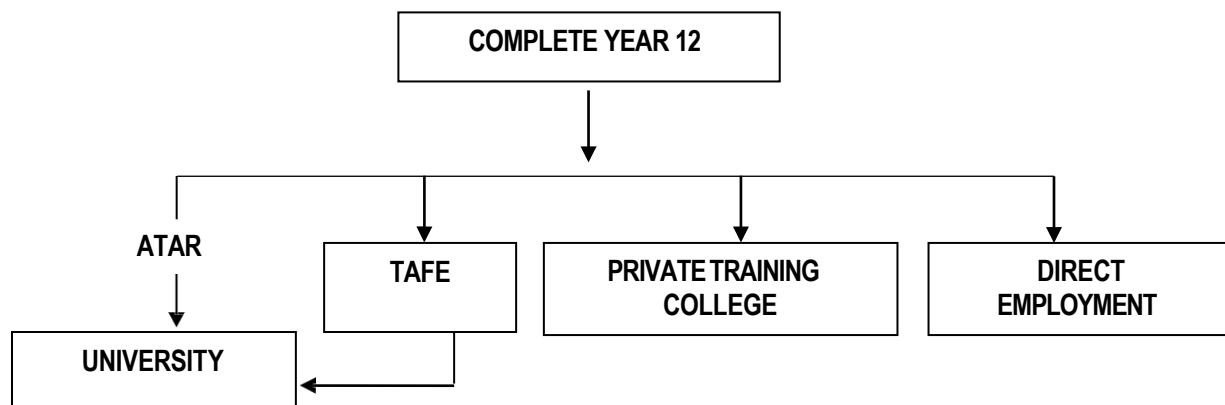 COMPLETE YEAR 12
ATAR
TAFE
PRIVATE TRAINING
COLLEGE
DIRECT
EMPLOYMENT
UNIVERSITY